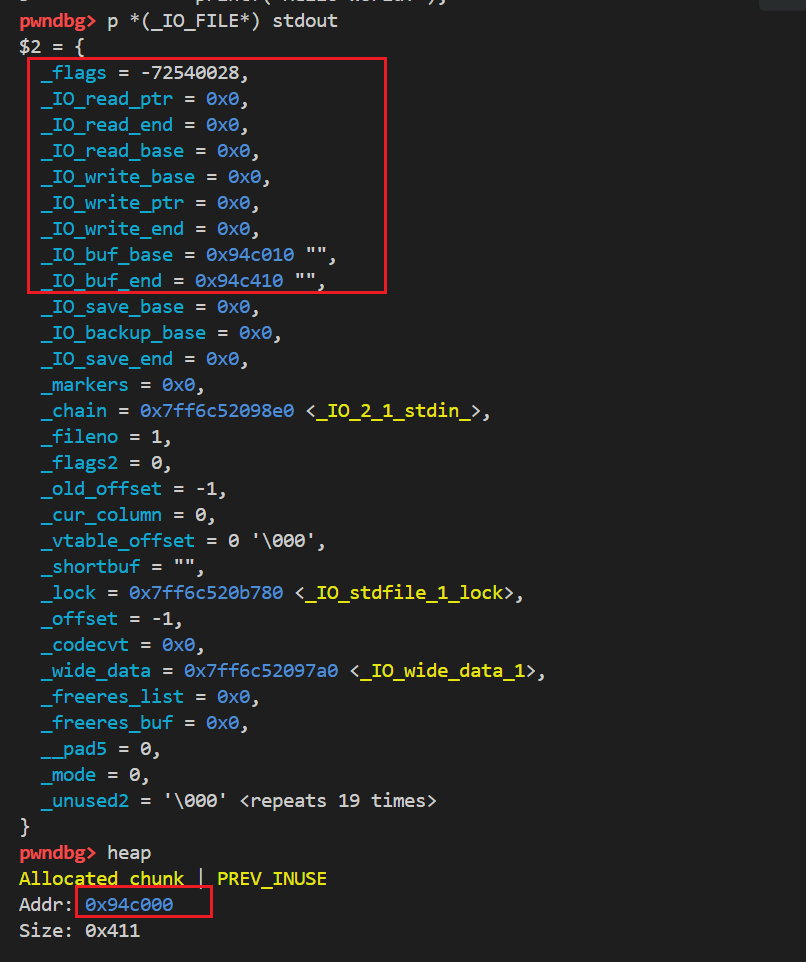 pwndbg> p *(_IO_FILE*) stdout
$2 = {
  _flags = -72540028,
  _IO_read_ptr = 0x0,
  _IO_read_end = 0x0,
  _IO_read_base = 0x0,
  _IO_write_base = 0x0,
  _IO_write_ptr = 0x0,
  _IO_write_end = 0x0,
  _IO_buf_base = 0x94c010 "",
  _IO_buf_end = 0x94c410 "",
  _IO_save_base = 0x0,
  _IO_backup_base = 0x0,
  _IO_save_end = 0x0,
  _markers = 0x0,
  _chain = 0x7ff6c52098e0 <_IO_2_1_stdin_>,
  _fileno = 1,
  _flags2 = 0,
  _old_offset = -1,
  _cur_column = 0,
  _vtable_offset = 0 '\000',
  _shortbuf = "",
  _lock = 0x7ff6c520b780 <_IO_stdfile_1_lock>,
  _offset = -1,
  _codecvt = 0x0,
  _wide_data = 0x7ff6c52097a0 <_IO_wide_data_1>,
  _freeres_list = 0x0,
  _freeres_buf = 0x0,
  __pad5 = 0,
  _mode = 0,
  _unused2 = '\000' <repeats 19 times>
}
pwndbg> heap
Allocated chunk | PREV_INUSE
Addr: 0x94c000
Size: 0x411